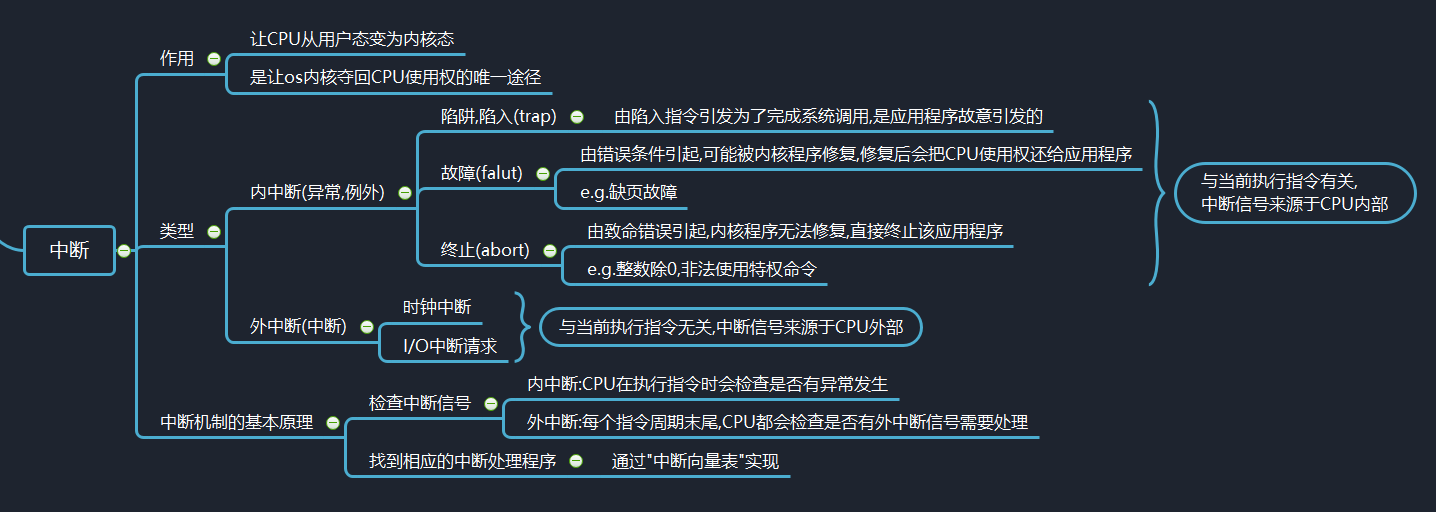 中断
作用
让CPU从用户态变为内核态
是让os内核夺回CPU使用权的唯一途径
类型
内中断(异常,例外)
陷阱,陷入(trap)
由陷入指令引发为了完成系统调用,是应用程序故意引发的
故障(falut)
由错误条件引起,可能被内核程序修复,修复后会把CPU使用权还给应用程序
e.g.缺页故障
终止(abort)
由致命错误引起,内核程序无法修复,直接终止该应用程序
e.g.整数除0,非法使用特权命令
与当前执行指令有关,
中断信号来源于CPU内部
外中断(中断)
时钟中断
I/O中断请求
与当前执行指令无关,中断信号来源于CPU外部
中断机制的基本原理
检查中断信号
内中断:CPU在执行指令时会检查是否有异常发生
外中断:每个指令周期末尾,CPU都会检查是否有外中断信号需要处理
找到相应的中断处理程序
通过"中断向量表"实现